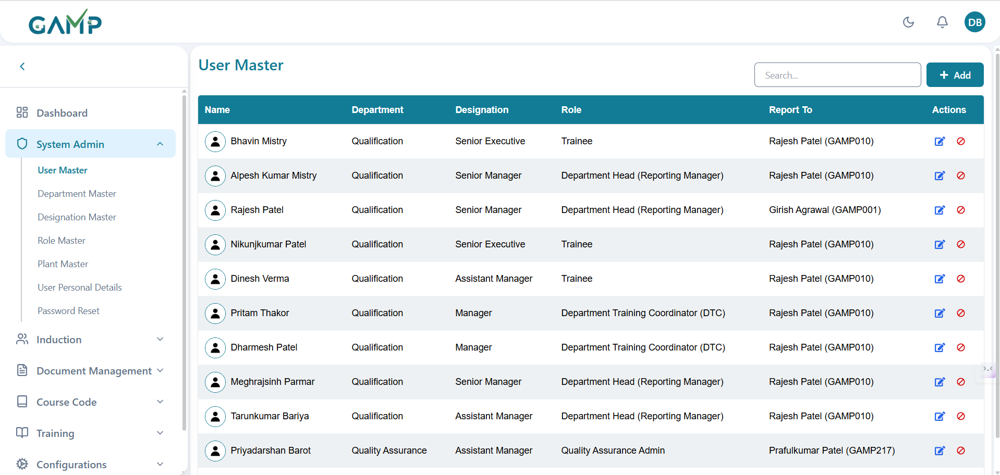 GAMP
DB
User Master
Search...
Add
Dashboard
System Admin
User Master
Department Master
Designation Master
Role Master
Plant Master
User Personal Details
Password Reset
Induction
Document Management
Course Code
Training
Configurations
Name Department Designation Role Report To Actions
Bhavin Mistry Qualification Senior Executive Trainee Rajesh Patel (GAMP010)
Alpesh Kumar Mistry Qualification Senior Manager Department Head (Reporting Manager) Rajesh Patel (GAMP010)
Rajesh Patel Qualification Senior Manager Department Head (Reporting Manager) Girish Agrawal (GAMP001)
Nikunjkumar Patel Qualification Senior Executive Trainee Rajesh Patel (GAMP010)
Dinesh Verma Qualification Assistant Manager Trainee Rajesh Patel (GAMP010)
Pritam Thakor Qualification Manager Department Training Coordinator (DTC) Rajesh Patel (GAMP010)
Dharmesh Patel Qualification Manager Department Training Coordinator (DTC) Rajesh Patel (GAMP010)
Meghrajsinh Parmar Qualification Senior Manager Department Head (Reporting Manager) Rajesh Patel (GAMP010)
Tarunkumar Bariya Qualification Assistant Manager Department Head (Reporting Manager) Rajesh Patel (GAMP010)
Priyadarshan Barot Quality Assurance Assistant Manager Quality Assurance Admin Prafulkumar Patel (GAMP217)